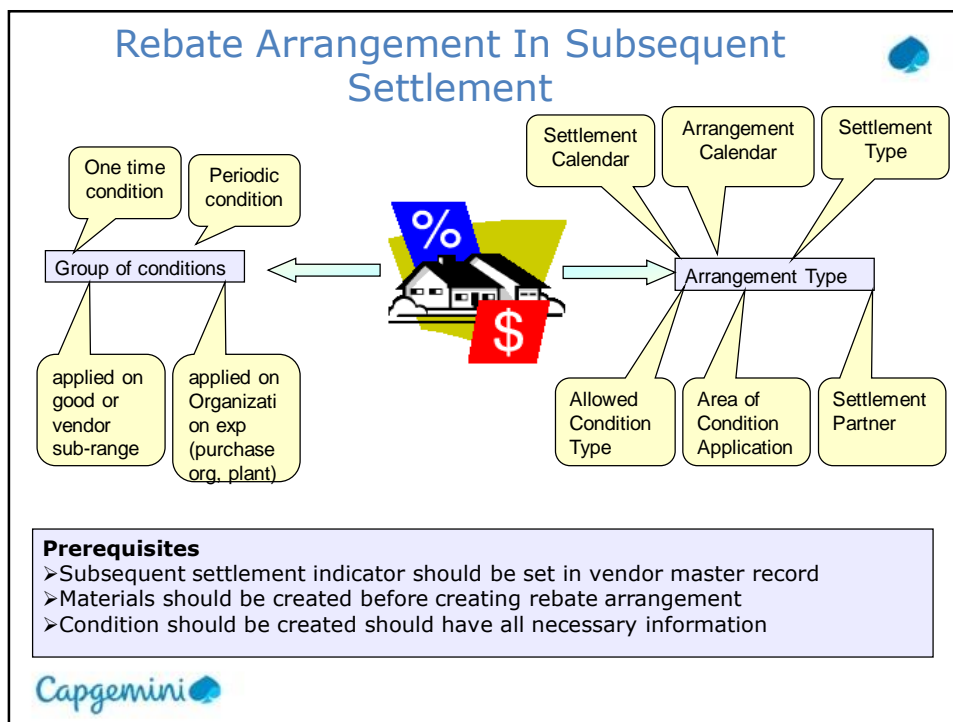 Rebate Arrangement In Subsequent
Settlement
One time
condition
Periodic
condition
Group of conditions
applied on
good or
vendor
sub-range
applied on
Organizati
on exp
(purchase
org, plant)
%
$
Settlement
Calendar
Arrangement
Calendar
Settlement
Type
Arrangement Type
Allowed
Condition
Type
Area of
Condition
Application
Settlement
Partner
Prerequisites
➢Subsequent settlement indicator should be set in vendor master record
➢Materials should be created before creating rebate arrangement
➢Condition should be created should have all necessary information
Capgemini